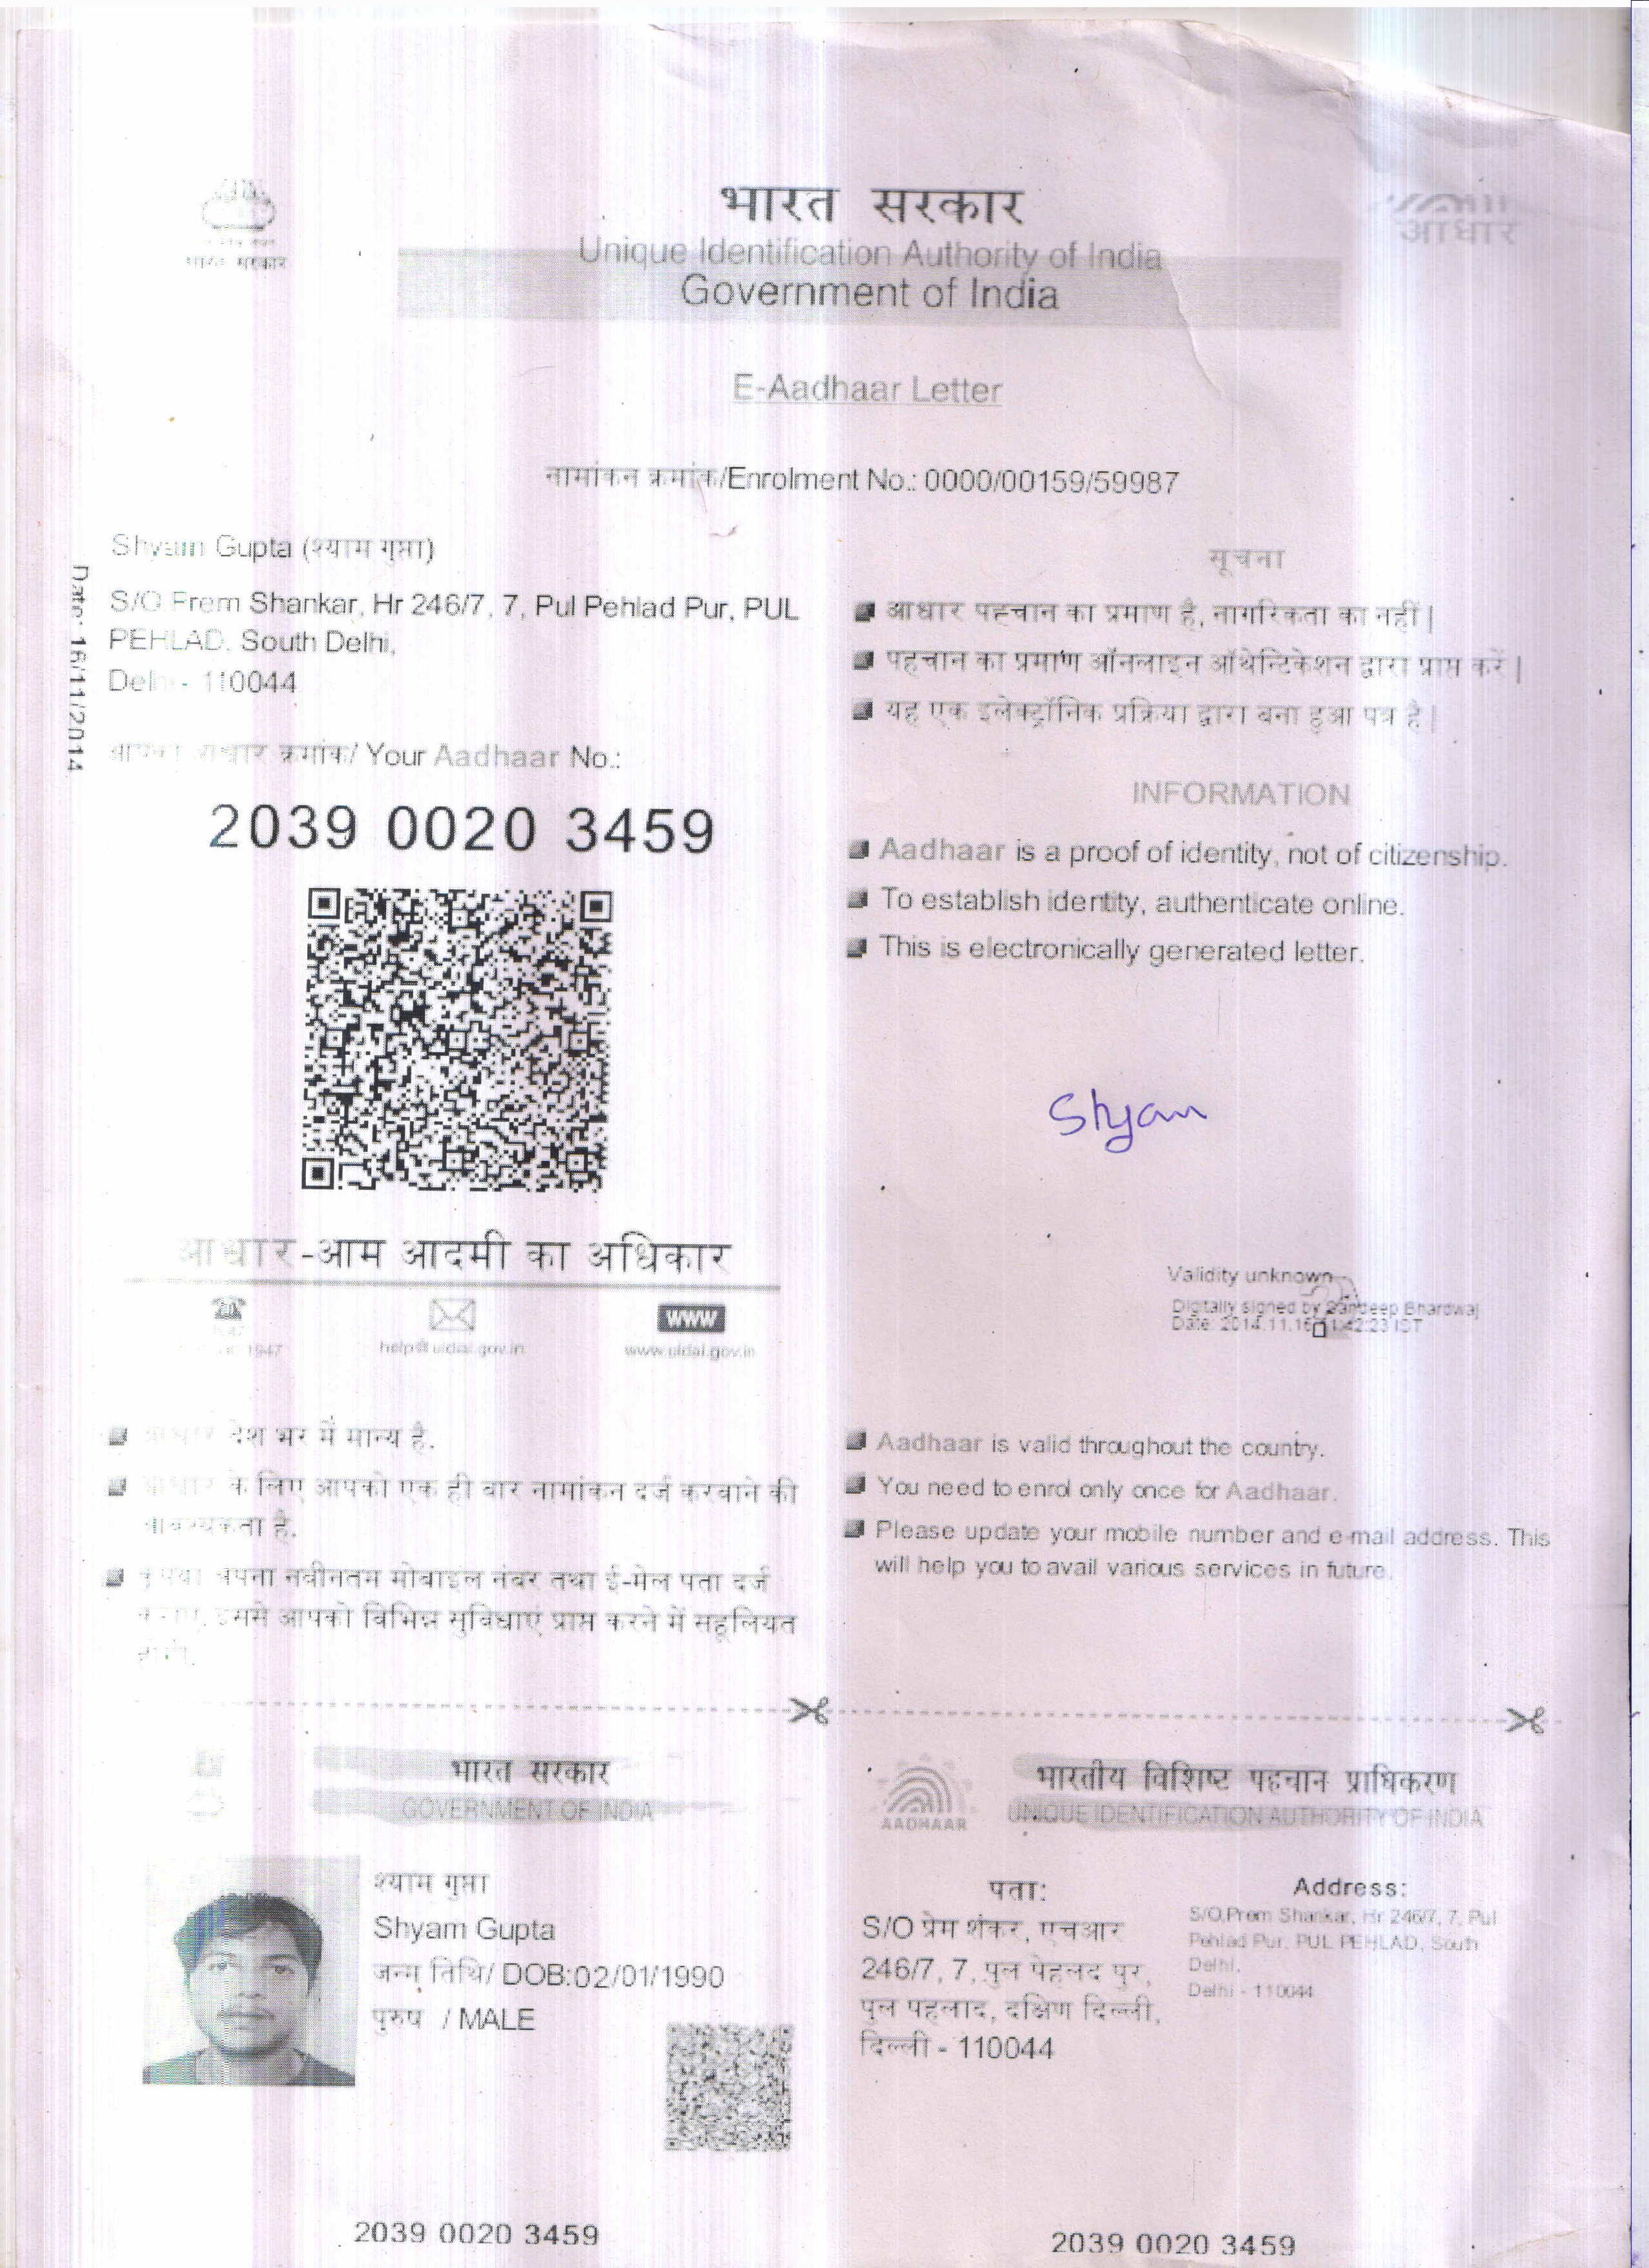 भारत सरकार
Unique Identification Authority of India
Government of India
भारत सरकार
आधार
E-Aadhaar Letter
नामांकन क्रमांक/Enrolment No.: 0000/00159/59987
Shyam Gupta (श्याम गुप्ता)
S/O Prem Shankar, Hr 246/7, 7, Pul Pehlad Pur, PUL
PEHLAD, South Delhi,
Delhi - 110044
Date: 16/11/2014
आपका आधार क्रमांक/ Your Aadhaar No.:
2039 0020 3459
आधार-आम आदमी का अधिकार
1947
help@uidai.gov.in
www
www.uidai.gov.in
सूचना
आधार पहचान का प्रमाण है, नागरिकता का नहीं |
पहचान का प्रमाण ऑनलाइन ऑथेन्टिकेशन द्वारा प्राप्त करें |
यह एक इलेक्ट्रॉनिक प्रक्रिया द्वारा बना हुआ पत्र है |
INFORMATION
Aadhaar is a proof of identity, not of citizenship.
To establish identity, authenticate online.
This is electronically generated letter.
Shyam
Validity unknown
Digitally signed by Sandeep Bhardwaj
Date: 2014.11.16 11:42:23 IST
आधार देश भर में मान्य है.
आधार के लिए आपको एक ही बार नामांकन दर्ज करवाने की
आवश्यकता है.
कृपया अपना नवीनतम मोबाइल नंबर तथा ई-मेल पता दर्ज
कराएं. इससे आपको विभिन्न सुविधाएं प्राप्त करने में सहूलियत
होगी.
Aadhaar is valid throughout the country.
You need to enrol only once for Aadhaar.
Please update your mobile number and e-mail address. This
will help you to avail various services in future.
भारत सरकार
GOVERNMENT OF INDIA
श्याम गुप्ता
Shyam Gupta
जन्म तिथि/ DOB:02/01/1990
पुरुष / MALE
2039 0020 3459
AADHAAR
भारतीय विशिष्ट पहचान प्राधिकरण
UNIQUE IDENTIFICATION AUTHORITY OF INDIA
पता:
S/O प्रेम शंकर, एचआर
246/7, 7, पुल पेहलद पुर,
पुल पहलाद, दक्षिण दिल्ली,
दिल्ली - 110044
Address:
S/O Prem Shankar, Hr 246/7, 7, Pul
Pehlad Pur, PUL PEHLAD, South
Delhi,
Delhi - 110044
2039 0020 3459